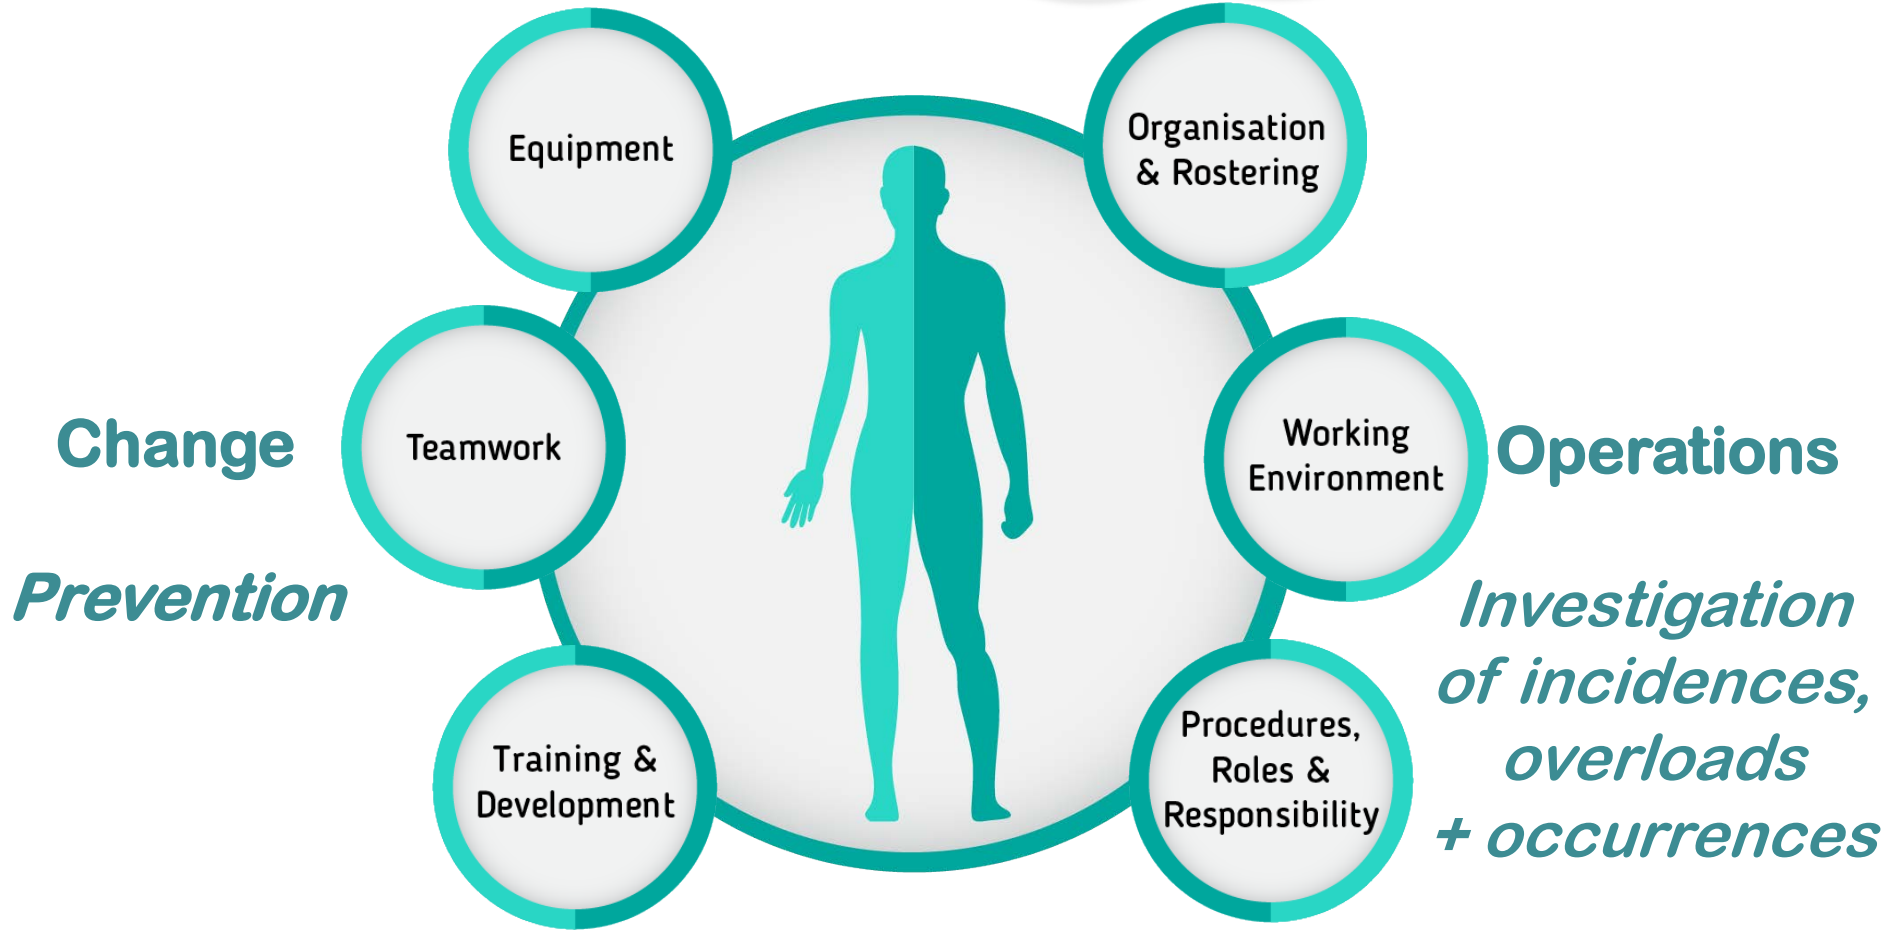 Equipment
Organisation
& Rostering
Change
Teamwork
Working
Environment
Operations
Prevention
Investigation
of incidences,
overloads
+ occurrences
Training &
Development
Procedures,
Roles &
Responsibility